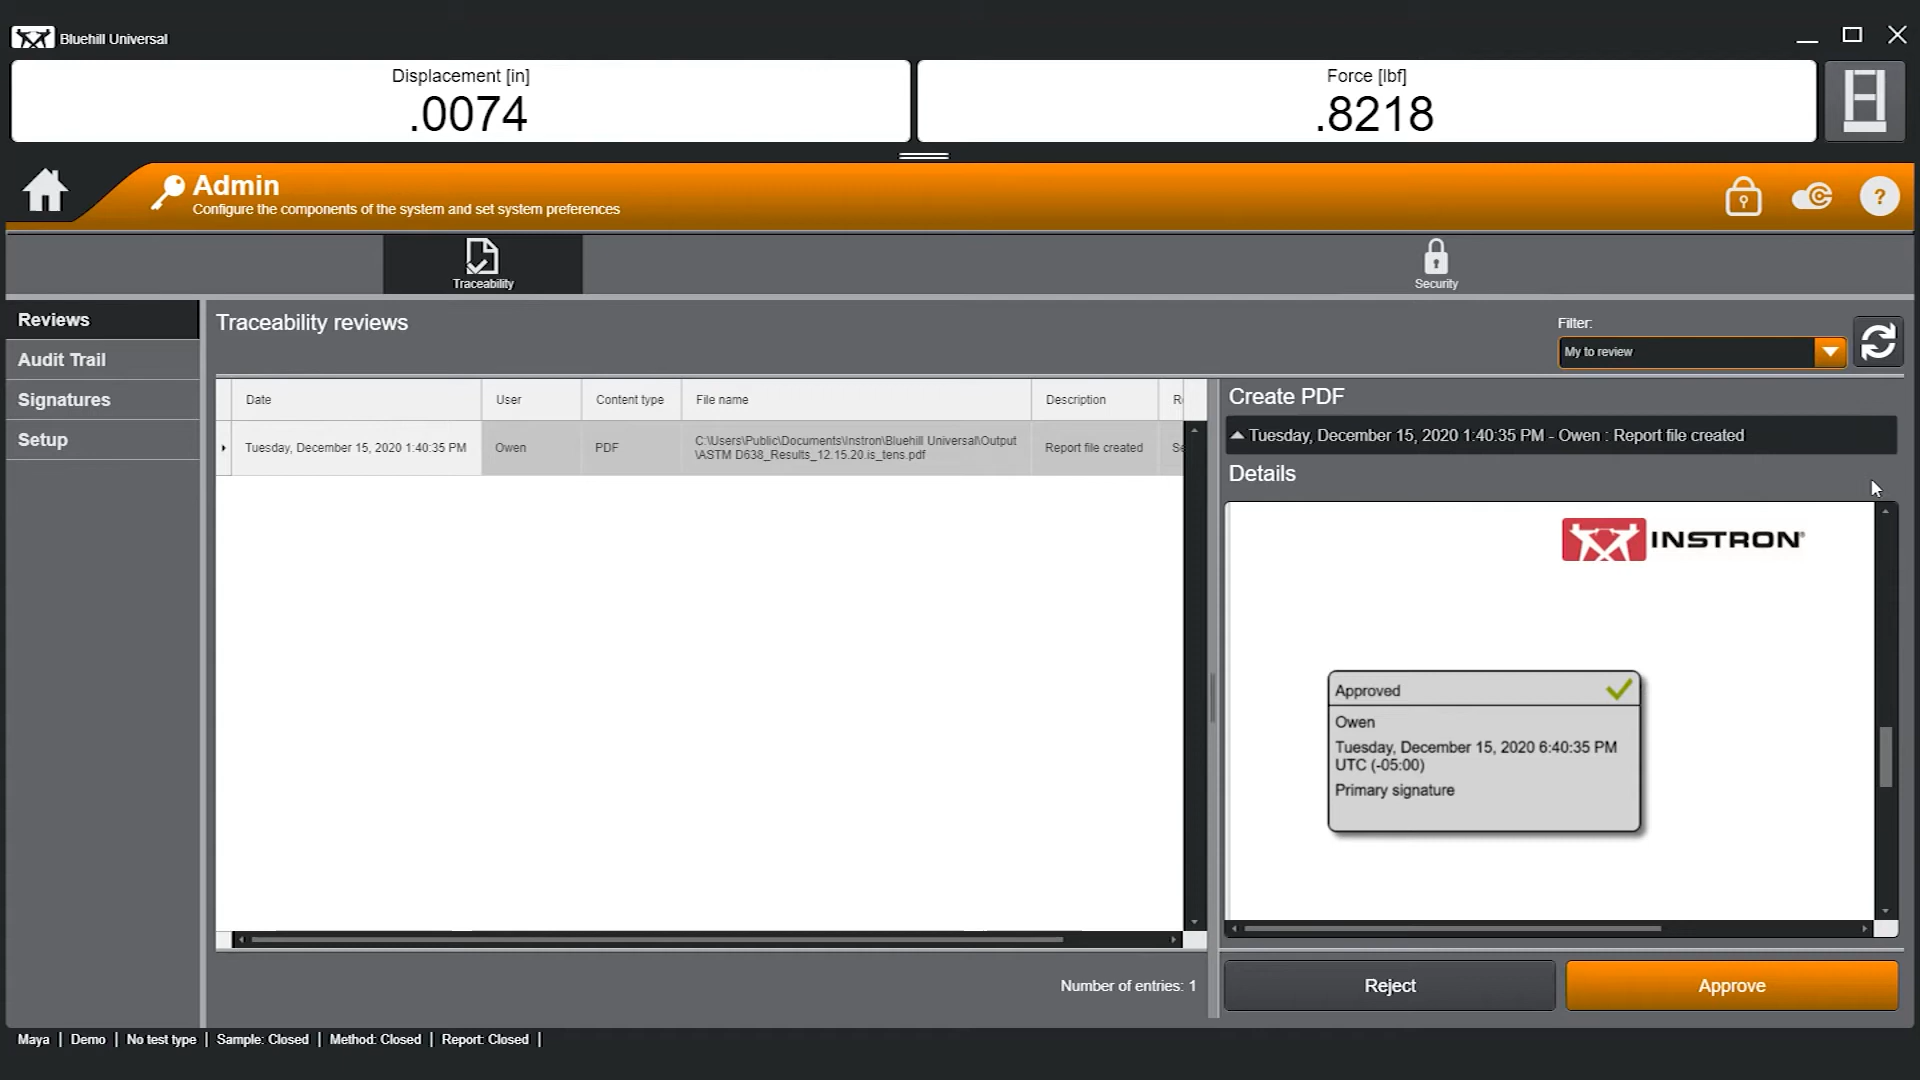 Bluehill Universal
Displacement [in]
.0074
Force [lbf]
.8218
Admin
Configure the components of the system and set system preferences
?
Traceability
Security
Reviews
Audit Trail
Signatures
Setup
Traceability reviews
Filter:
My to review
Date
User
Content type
File name
Description
Tuesday, December 15, 2020 1:40:35 PM
Owen
PDF
C:\Users\Public\Documents\Instron\Bluehill Universal\Output
\ASTM D638_Results_12.15.20.is_tens.pdf
Report file created
Create PDF
Tuesday, December 15, 2020 1:40:35 PM - Owen : Report file created
Details
INSTRON
Approved
Owen
Tuesday, December 15, 2020 6:40:35 PM
UTC (-05:00)
Primary signature
Number of entries: 1
Reject
Approve
Maya | Demo | No test type | Sample: Closed | Method: Closed | Report: Closed |